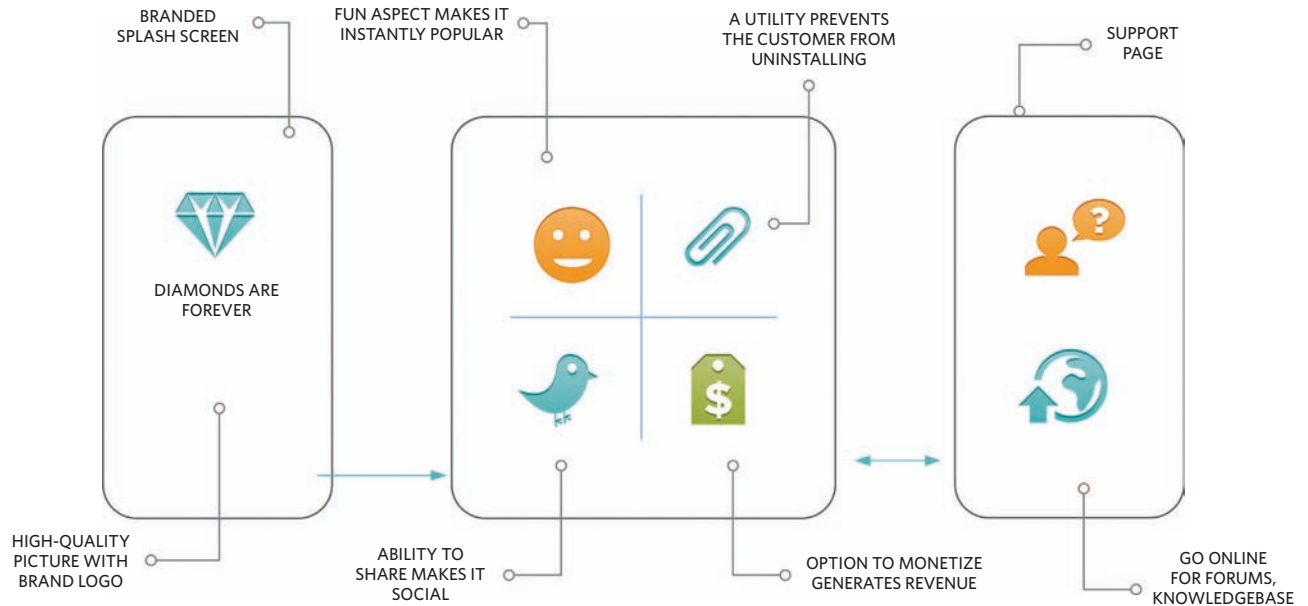 BRANDED
SPLASH SCREEN
FUN ASPECT MAKES IT
INSTANTLY POPULAR
A UTILITY PREVENTS
THE CUSTOMER FROM
UNINSTALLING
SUPPORT
PAGE
DIAMONDS ARE
FOREVER
?
$
HIGH-QUALITY
PICTURE WITH
BRAND LOGO
ABILITY TO
SHARE MAKES IT
SOCIAL
OPTION TO MONETIZE
GENERATES REVENUE
GO ONLINE
FOR FORUMS,
KNOWLEDGEBASE